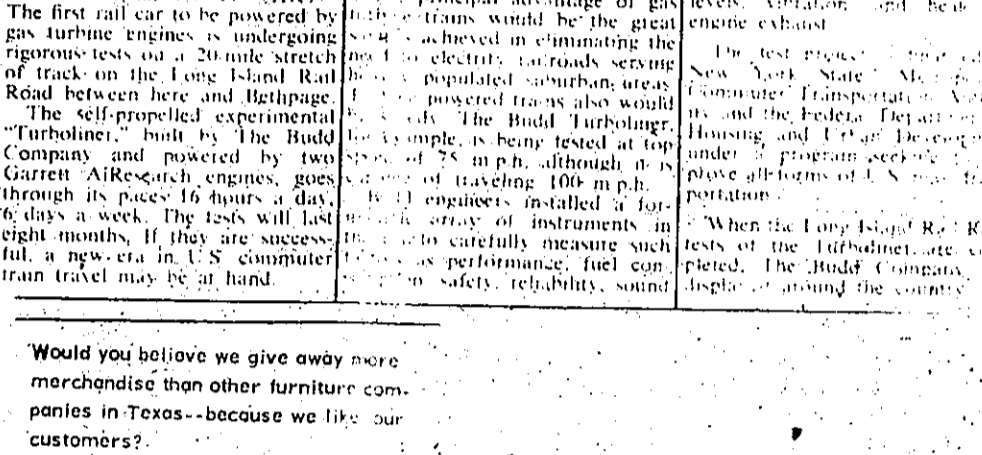 The first rail car to be powered by
gas turbine engines is undergoing
rigorous tests on a 20-mile stretch
of track on the Long Island Rail
Road between here and Bethpage.
The self-propelled experimental
"Turboliner," built by The Budd
Company and powered by two
Garrett AiResearch engines, goes
through its paces 16 hours a day,
6 days a week. The tests will last
eight months. If they are success-
ful, a new era in U S commuter
train travel may be at hand.
advantage of gas
trains would be the great
achieved in eliminating the
to electrify railroads serving
populated suburban areas
powered trains also would
The Budd Turboliner,
example, is being tested at top
of 75 m p.h. although it is
of traveling 100 m p.h.
engineers installed a for-
array of instruments in
to carefully measure such
as performance, fuel con-
safety, reliability, sound
levels, vibration and heat
engine exhaust
The test project
New York State
Commuter Transportation
and the Federal
Housing and Urban
under a program
all forms of U S
portation.
When the Long Island
tests of the Turboliner are
pleted, The Budd Company
around the country
Would you believe we give away more
merchandise than other furniture com-
panies in Texas--because we like our
customers?